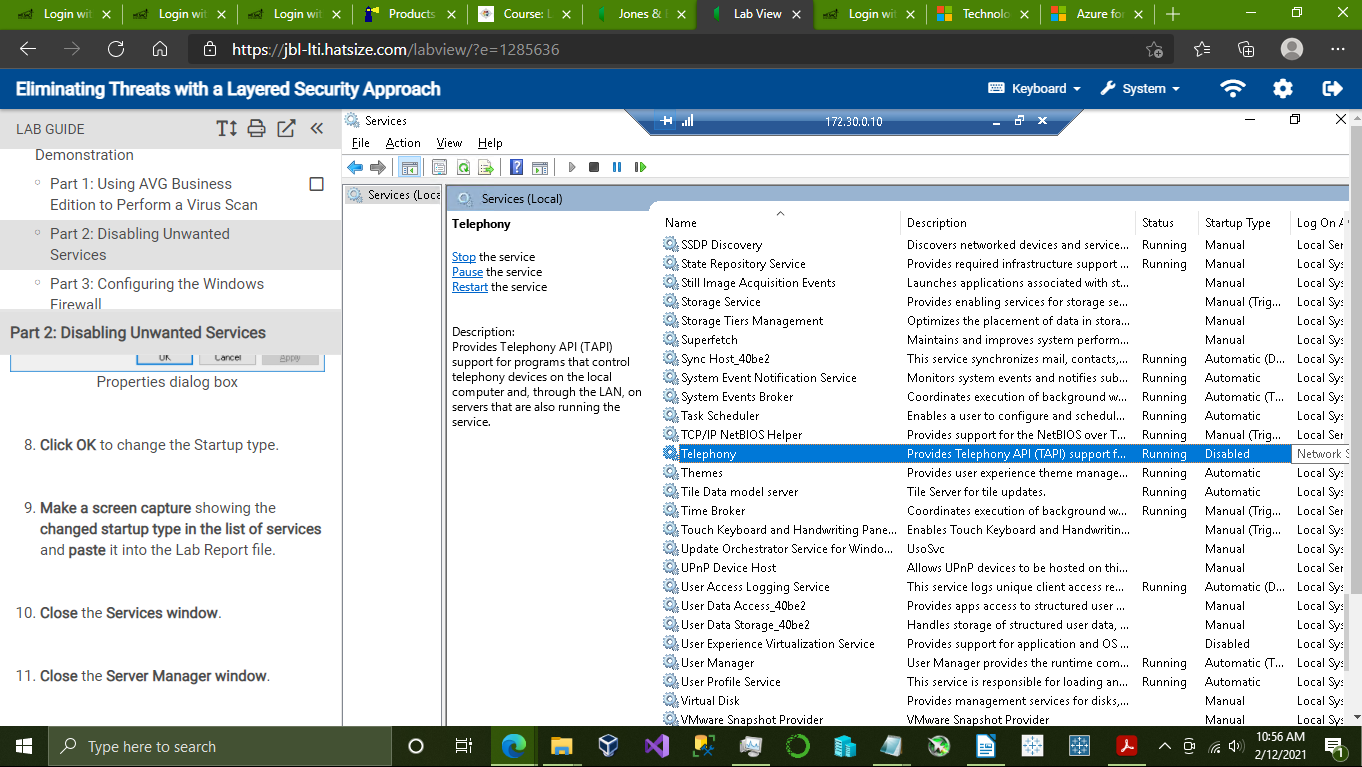 Login wit
Login wit
Login wit
Products
Course: L
Jones & 
Lab View
Login wit
Technolo
Azure for
https://jbl-lti.hatsize.com/labview/?e=1285636
Eliminating Threats with a Layered Security Approach
Keyboard
System
LAB GUIDE
Demonstration
Part 1: Using AVG Business
Edition to Perform a Virus Scan
Part 2: Disabling Unwanted
Services
Part 3: Configuring the Windows
Firewall
Part 2: Disabling Unwanted Services
OK Cancel Apply
Properties dialog box
8. Click OK to change the Startup type.
9. Make a screen capture showing the
changed startup type in the list of services
and paste it into the Lab Report file.
10. Close the Services window.
11. Close the Server Manager window.
Services
172.30.0.10
File Action View Help
Services (Loca
Services (Local)
Telephony
Stop the service
Pause the service
Restart the service
Description:
Provides Telephony API (TAPI)
support for programs that control
telephony devices on the local
computer and, through the LAN, on
servers that are also running the
service.
Name Description Status Startup Type Log On A
SSDP Discovery Discovers networked devices and service... Running Manual Local Ser
State Repository Service Provides required infrastructure support ... Running Manual Local Sys
Still Image Acquisition Events Launches applications associated with st... Manual Local Sys
Storage Service Provides enabling services for storage se... Manual (Trig... Local Sys
Storage Tiers Management Optimizes the placement of data in stora... Manual Local Sys
Superfetch Maintains and improves system perform... Manual Local Sys
Sync Host_40be2 This service synchronizes mail, contacts,... Running Automatic (D... Local Sys
System Event Notification Service Monitors system events and notifies sub... Running Automatic Local Sys
System Events Broker Coordinates execution of background w... Running Automatic (T... Local Sys
Task Scheduler Enables a user to configure and schedul... Running Automatic Local Sys
TCP/IP NetBIOS Helper Provides support for the NetBIOS over T... Running Manual (Trig... Local Ser
Telephony Provides Telephony API (TAPI) support f... Running Disabled Network S
Themes Provides user experience theme manage... Running Automatic Local Sys
Tile Data model server Tile Server for tile updates. Running Automatic Local Sys
Time Broker Coordinates execution of background w... Running Manual (Trig... Local Ser
Touch Keyboard and Handwriting Pane... Enables Touch Keyboard and Handwritin... Manual (Trig... Local Sys
Update Orchestrator Service for Windo... UsoSvc Manual Local Sys
UPnP Device Host Allows UPnP devices to be hosted on thi... Manual Local Ser
User Access Logging Service This service logs unique client access re... Running Automatic (D... Local Sys
User Data Access_40be2 Provides apps access to structured user ... Manual Local Sys
User Data Storage_40be2 Handles storage of structured user data, ... Manual Local Sys
User Experience Virtualization Service Provides support for application and OS ... Disabled Local Sys
User Manager User Manager provides the runtime com... Running Automatic (T... Local Sys
User Profile Service This service is responsible for loading an... Running Automatic Local Sys
Virtual Disk Provides management services for disks,... Manual Local Sys
VMware Snapshot Provider VMware Snapshot Provider Manual Local Sys
Type here to search
10:56 AM
2/12/2021
1